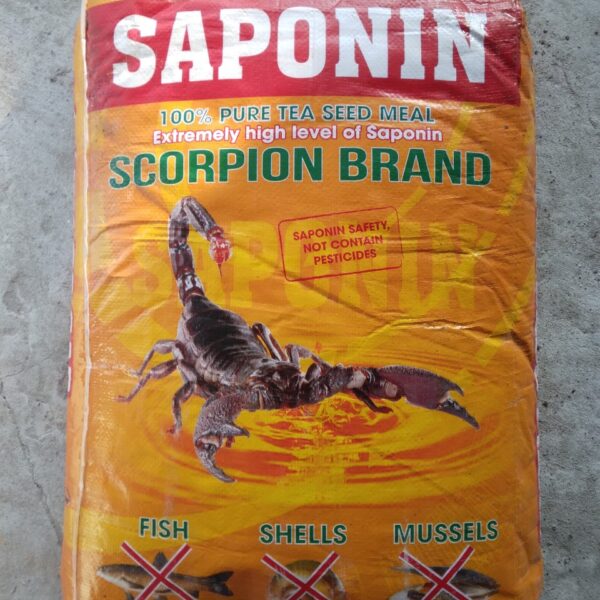 SAPONIN
100% PURE TEA SEED MEAL
Extremely high level of Saponin
SCORPION BRAND
SAPONIN
SAPONIN SAFETY,
NOT CONTAIN
PESTICIDES
FISH SHELLS MUSSELS